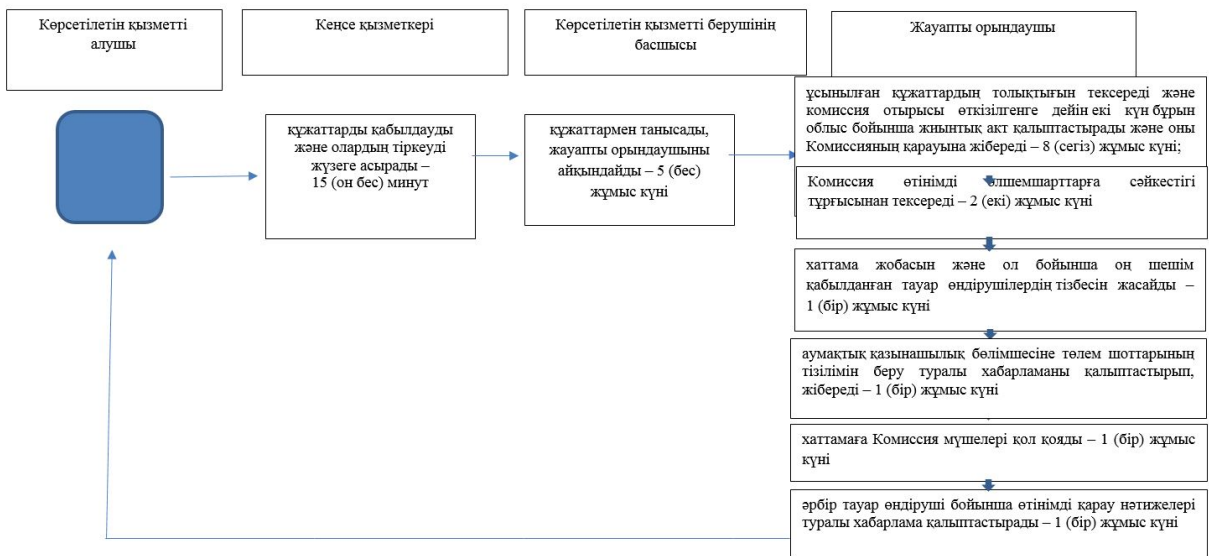 Көрсетілетін қызметті
алушы
Кеңсе қызметкері
Көрсетілетін қызметті берушінің
басшысы
Жауапты орындаушы
құжаттарды қабылдауды
және олардың тіркеуді
жүзеге асырады –
15 (он бес) минут
құжаттармен танысады,
жауапты орындаушыны
айқындайды – 5 (бес)
жұмыс күні
ұсынылған құжаттардың толықтығын тексереді және
комиссия отырысы өткізілгенге дейін екі күн бұрын
облыс бойынша жиынтық акт қалыптастырады және оны
Комиссияның қарауына жібереді – 8 (сегіз) жұмыс күні;
Комиссия өтінімді өлшемшарттарға сәйкестігі
тұрғысынан тексереді – 2 (екі) жұмыс күні
хаттама жобасын және ол бойынша оң шешім
қабылданған тауар өндірушілердің тізбесін жасайды –
1 (бір) жұмыс күні
аумақтық қазынашылық бөлімшесіне төлем шоттарының
тізілімін беру туралы хабарламаны қалыптастырып,
жібереді – 1 (бір) жұмыс күні
хаттамаға Комиссия мүшелері қол қояды – 1 (бір) жұмыс
күні
әрбір тауар өндіруші бойынша өтінімді қарау нәтижелері
туралы хабарлама қалыптастырады – 1 (бір) жұмыс күні